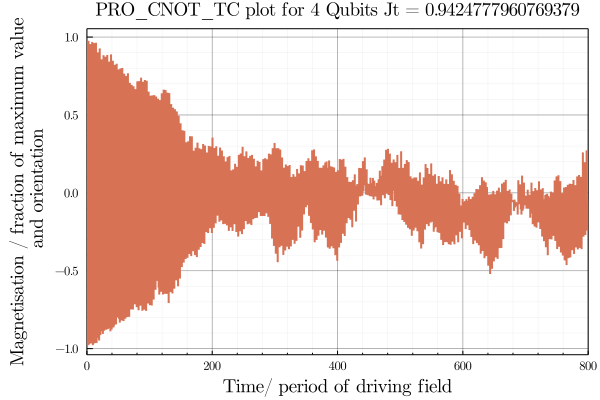 PRO_CNOT_TC plot for 4 Qubits Jt = 0.9424777960769379
Magnetisation / fraction of maximum value
and orientation
1.0
0.5
0.0
−0.5
−1.0
0
200
400
600
800
Time/ period of driving field